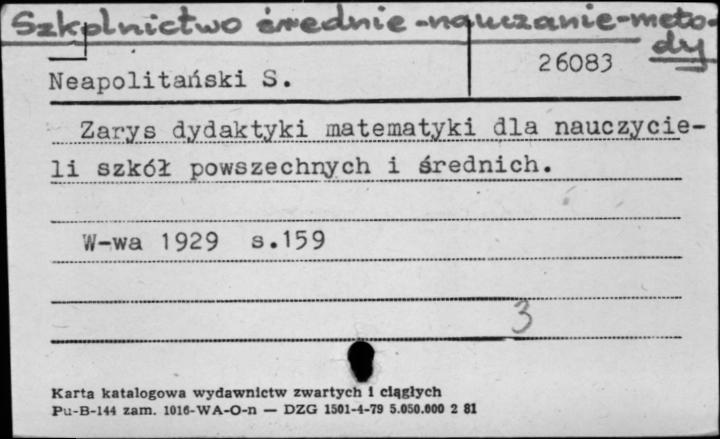 Szkolnictwo średnie-nauczanie-meto-
dy
26083
Neapolitański S.
Zarys dydaktyki matematyki dla nauczycie-
li szkół powszechnych i średnich.
W-wa 1929 s.159
3
Karta katalogowa wydawnictw zwartych i ciągłych
Pu-B-144 zam. 1016-WA-O-n — DZG 1501-4-79 5.050.000 2 81